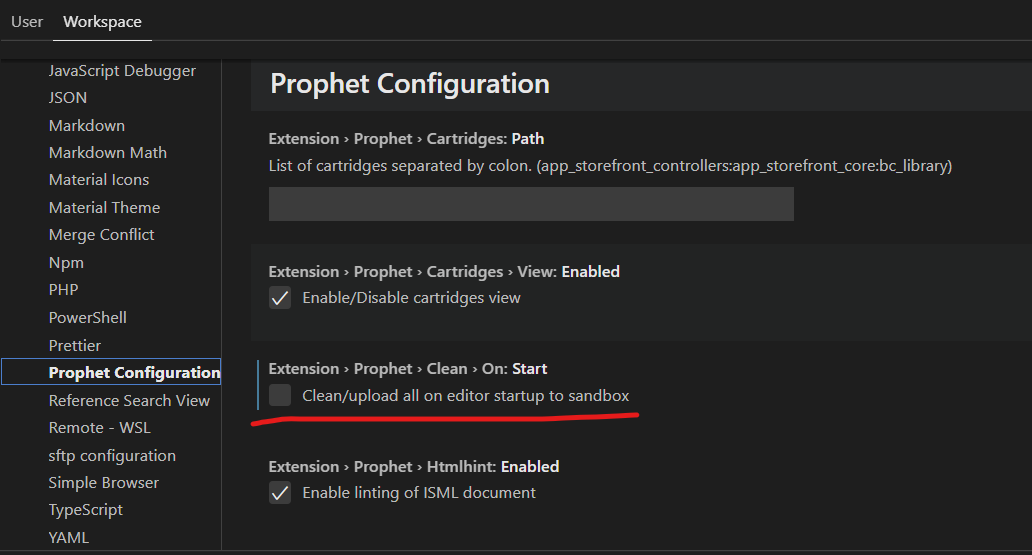 User Workspace
JavaScript Debugger
JSON
Markdown
Markdown Math
Material Icons
Material Theme
Merge Conflict
Npm
PHP
PowerShell
Prettier
Prophet Configuration
Reference Search View
Remote - WSL
sftp configuration
Simple Browser
TypeScript
YAML
Prophet Configuration
Extension › Prophet › Cartridges: Path
List of cartridges separated by colon. (app_storefront_controllers:app_storefront_core:bc_library)
Extension › Prophet › Cartridges › View: Enabled
Enable/Disable cartridges view
Extension › Prophet › Clean › On: Start
Clean/upload all on editor startup to sandbox
Extension › Prophet › Htmlhint: Enabled
Enable linting of ISML document